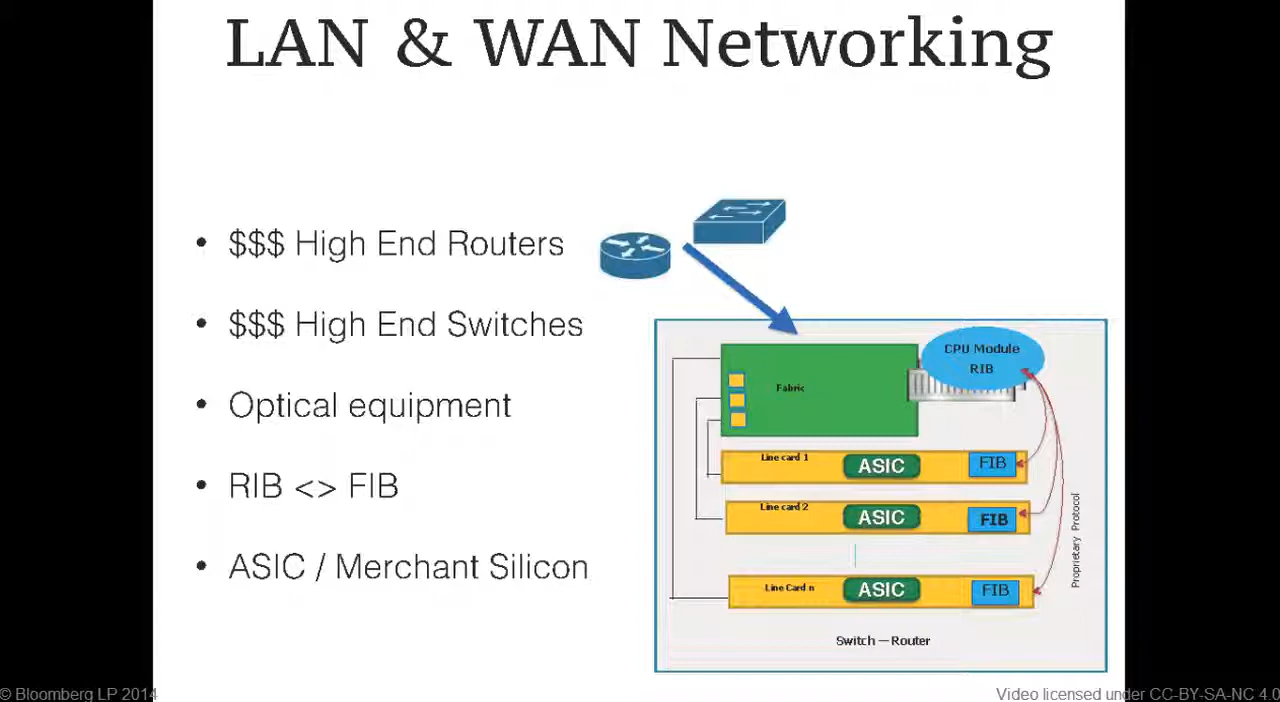 LAN & WAN Networking
• $$$ High End Routers
• $$$ High End Switches
• Optical equipment
• RIB <> FIB
• ASIC / Merchant Silicon
CPU Module
RIB
Fabric
Line card 1
ASIC
FIB
Line card 2
ASIC
FIB
Line Card n
ASIC
FIB
Proprietary Protocol
Switch — Router
© Bloomberg LP 2014
Video licensed under CC-BY-SA-NC 4.0